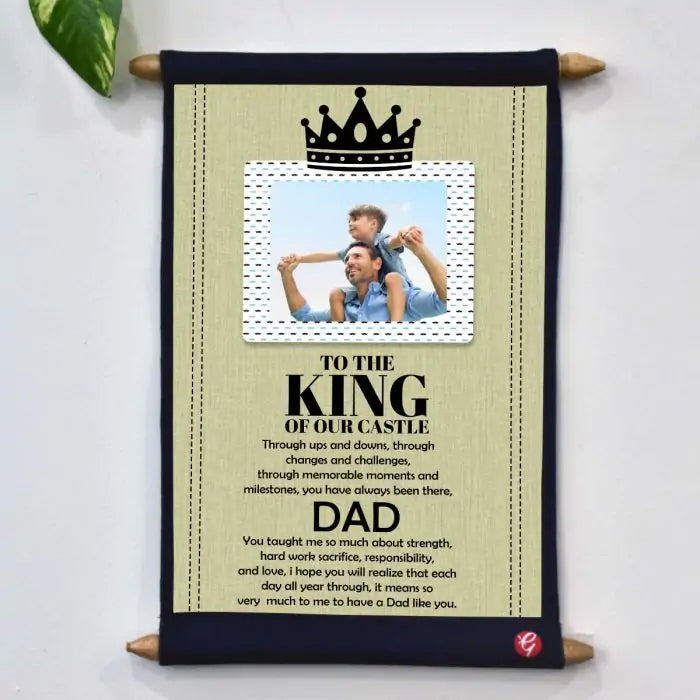 TO THE
KING
OF OUR CASTLE
Through ups and downs, through
changes and challenges,
through memorable moments and
milestones, you have always been there,
DAD
You taught me so much about strength,
hard work sacrifice, responsibility,
and love, i hope you will realize that each
day all year through, it means so
very much to me to have a Dad like you.
G